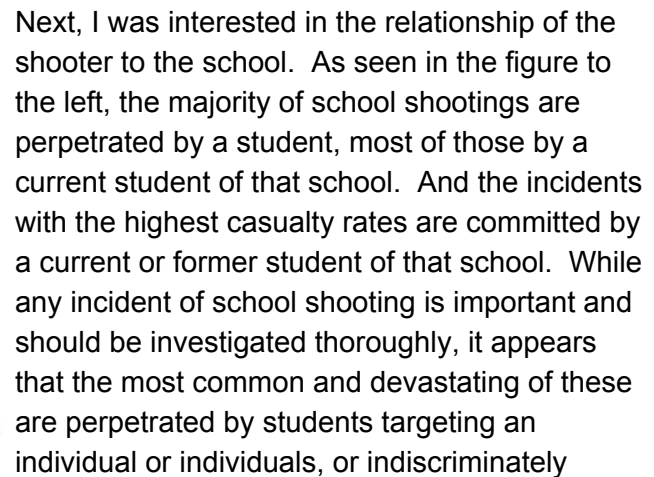 Next, I was interested in the relationship of the
shooter to the school.  As seen in the figure to
the left, the majority of school shootings are
perpetrated by a student, most of those by a
current student of that school.  And the incidents
with the highest casualty rates are committed by
a current or former student of that school.  While
any incident of school shooting is important and
should be investigated thoroughly, it appears
that the most common and devastating of these
are perpetrated by students targeting an
individual or individuals, or indiscriminately